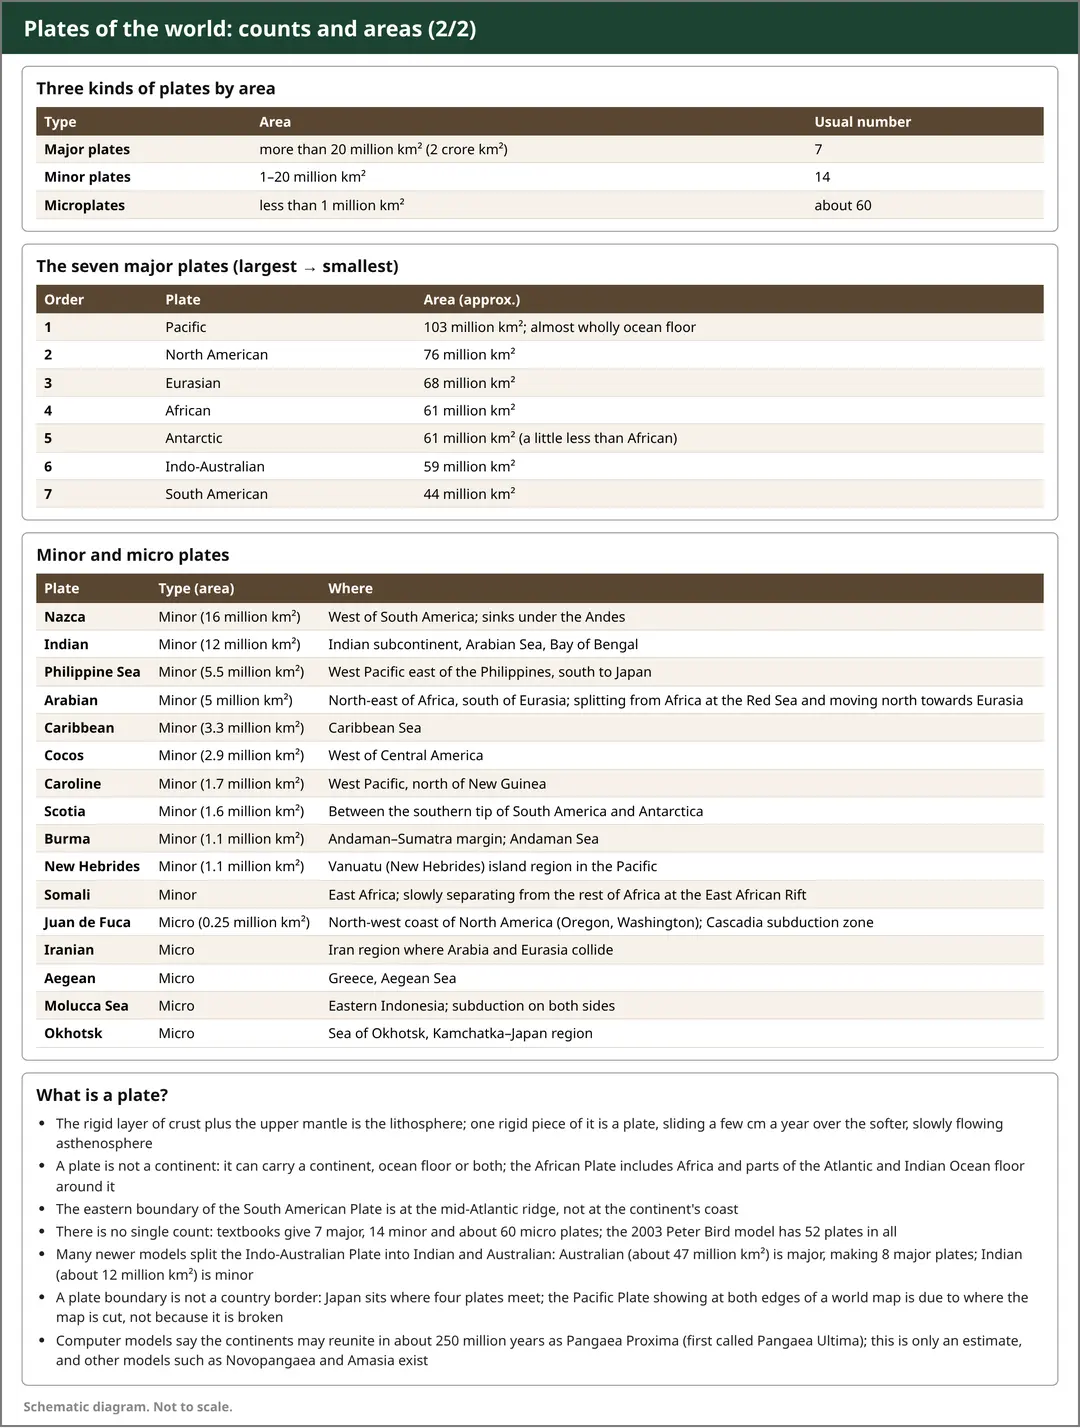 Plates of the world: counts and areas (2/2)
Three kinds of plates by area
Type Area Usual number
Major plates more than 20 million km² (2 crore km²) 7
Minor plates 1–20 million km² 14
Microplates less than 1 million km² about 60
The seven major plates (largest → smallest)
Order Plate Area (approx.)
1 Pacific 103 million km²; almost wholly ocean floor
2 North American 76 million km²
3 Eurasian 68 million km²
4 African 61 million km²
5 Antarctic 61 million km² (a little less than African)
6 Indo-Australian 59 million km²
7 South American 44 million km²
Minor and micro plates
Plate Type (area) Where
Nazca Minor (16 million km²) West of South America; sinks under the Andes
Indian Minor (12 million km²) Indian subcontinent, Arabian Sea, Bay of Bengal
Philippine Sea Minor (5.5 million km²) West Pacific east of the Philippines, south to Japan
Arabian Minor (5 million km²) North-east of Africa, south of Eurasia; splitting from Africa at the Red Sea and moving north towards Eurasia
Caribbean Minor (3.3 million km²) Caribbean Sea
Cocos Minor (2.9 million km²) West of Central America
Caroline Minor (1.7 million km²) West Pacific, north of New Guinea
Scotia Minor (1.6 million km²) Between the southern tip of South America and Antarctica
Burma Minor (1.1 million km²) Andaman–Sumatra margin; Andaman Sea
New Hebrides Minor (1.1 million km²) Vanuatu (New Hebrides) island region in the Pacific
Somali Minor East Africa; slowly separating from the rest of Africa at the East African Rift
Juan de Fuca Micro (0.25 million km²) North-west coast of North America (Oregon, Washington); Cascadia subduction zone
Iranian Micro Iran region where Arabia and Eurasia collide
Aegean Micro Greece, Aegean Sea
Molucca Sea Micro Eastern Indonesia; subduction on both sides
Okhotsk Micro Sea of Okhotsk, Kamchatka–Japan region
What is a plate?
• The rigid layer of crust plus the upper mantle is the lithosphere; one rigid piece of it is a plate, sliding a few cm a year over the softer, slowly flowing
asthenosphere
• A plate is not a continent: it can carry a continent, ocean floor or both; the African Plate includes Africa and parts of the Atlantic and Indian Ocean floor
around it
• The eastern boundary of the South American Plate is at the mid-Atlantic ridge, not at the continent's coast
• There is no single count: textbooks give 7 major, 14 minor and about 60 micro plates; the 2003 Peter Bird model has 52 plates in all
• Many newer models split the Indo-Australian Plate into Indian and Australian: Australian (about 47 million km²) is major, making 8 major plates; Indian
(about 12 million km²) is minor
• A plate boundary is not a country border: Japan sits where four plates meet; the Pacific Plate showing at both edges of a world map is due to where the
map is cut, not because it is broken
• Computer models say the continents may reunite in about 250 million years as Pangaea Proxima (first called Pangaea Ultima); this is only an estimate,
and other models such as Novopangaea and Amasia exist
Schematic diagram. Not to scale.